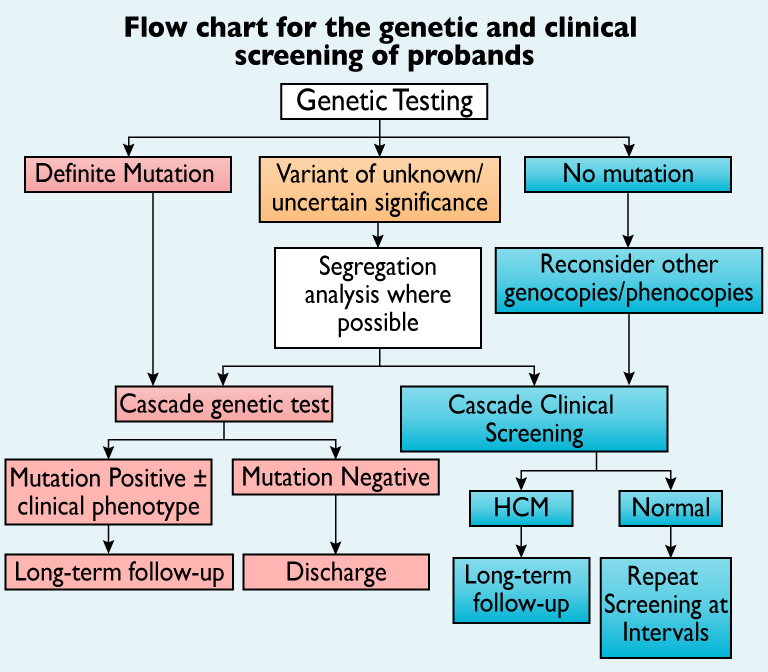 Flow chart for the genetic and clinical
screening of probands
Genetic Testing
Definite Mutation
Variant of unknown/
uncertain significance
No mutation
Segregation
analysis where
possible
Reconsider other
genocopies/phenocopies
Cascade genetic test
Cascade Clinical
Screening
Mutation Positive ±
clinical phenotype
Mutation Negative
HCM
Normal
Long-term follow-up
Discharge
Long-term
follow-up
Repeat
Screening at
Intervals